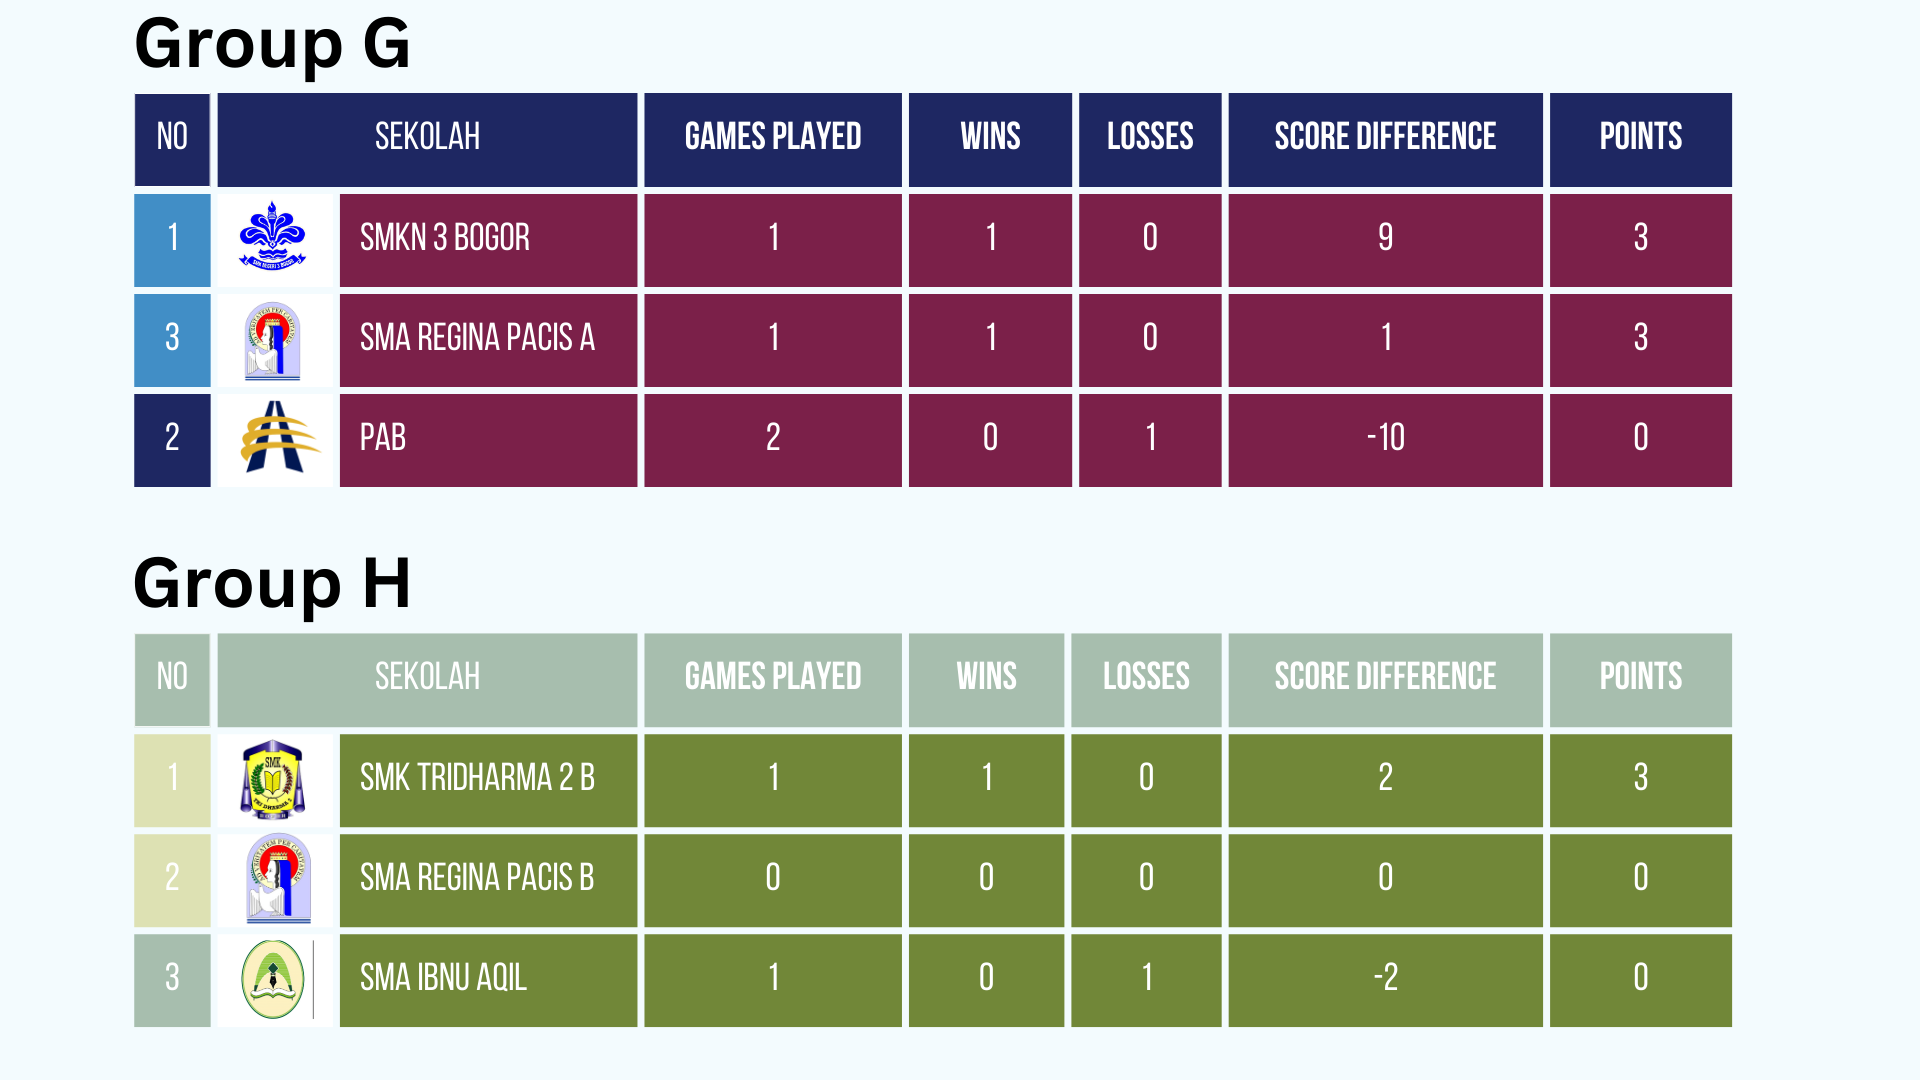 Group G
NO SEKOLAH GAMES PLAYED WINS LOSSES SCORE DIFFERENCE POINTS
1 SMKN 3 BOGOR 1 1 0 9 3
3 SMA REGINA PACIS A 1 1 0 1 3
2 PAB 2 0 1 -10 0
Group H
NO SEKOLAH GAMES PLAYED WINS LOSSES SCORE DIFFERENCE POINTS
1 SMK TRIDHARMA 2 B 1 1 0 2 3
2 SMA REGINA PACIS B 0 0 0 0 0
3 SMA IBNU AQIL 1 0 1 -2 0